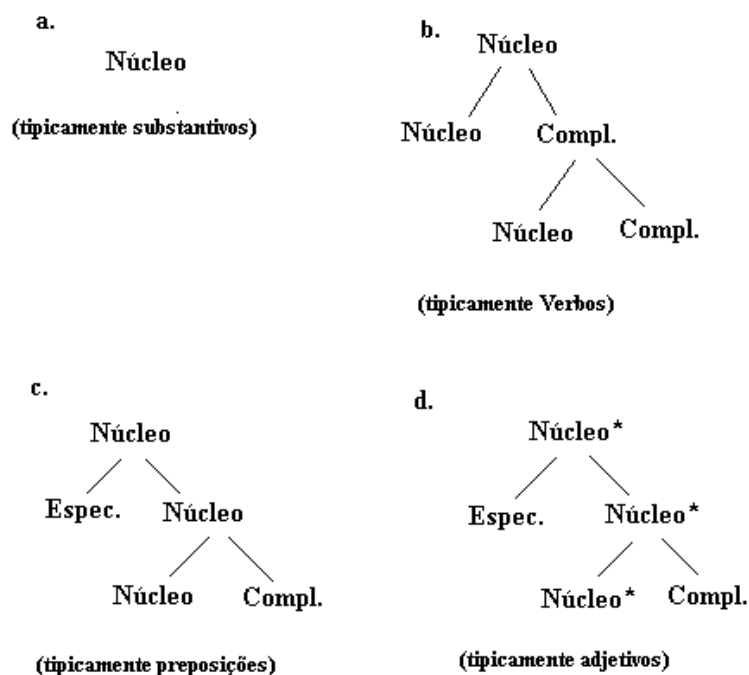 a.
Núcleo
(tipicamente substantivos)
b.
Núcleo
Núcleo Compl.
Núcleo Compl.
(tipicamente Verbos)
c.
Núcleo
Espec. Núcleo
Núcleo Compl.
(tipicamente preposições)
d.
Núcleo*
Espec. Núcleo*
Núcleo* Compl.
(tipicamente adjetivos)